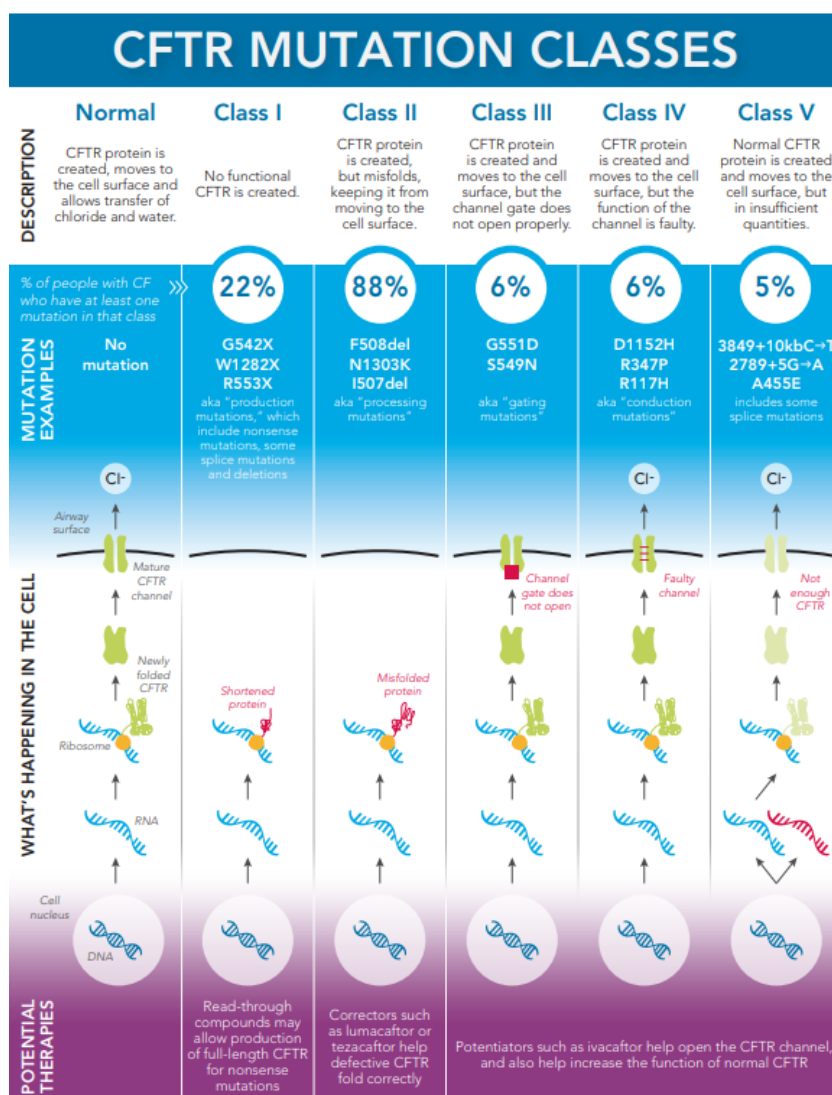 CFTR MUTATION CLASSES
Normal
Class I
Class II
Class III
Class IV
Class V
DESCRIPTION
CFTR protein is
created, moves to
the cell surface and
allows transfer of
chloride and water.
No functional
CFTR is created.
CFTR protein
is created,
but misfolds,
keeping it from
moving to the
cell surface.
CFTR protein
is created and
moves to the cell
surface, but the
channel gate does
not open properly.
CFTR protein
is created and
moves to the cell
surface, but the
function of the
channel is faulty.
Normal CFTR
protein is created
and moves to the
cell surface, but
in insufficient
quantities.
% of people with CF
who have at least one
mutation in that class
22%
88%
6%
6%
5%
MUTATION
EXAMPLES
No
mutation
G542X
W1282X
R553X
aka “production
mutations,” which
include nonsense
mutations, some
splice mutations
and deletions
F508del
N1303K
I507del
aka “processing
mutations”
G551D
S549N
aka “gating
mutations”
D1152H
R347P
R117H
aka “conduction
mutations”
3849+10kbC→T
2789+5G→A
A455E
includes some
splice mutations
WHAT'S HAPPENING IN THE CELL
Cl-
Cl-
Cl-
Airway
surface
Mature
CFTR
channel
Channel
gate does
not open
Faulty
channel
Not
enough
CFTR
Newly
folded
CFTR
Shortened
protein
Misfolded
protein
Ribosome
RNA
Cell
nucleus
DNA
POTENTIAL
THERAPIES
Read-through
compounds may
allow production
of full-length CFTR
for nonsense
mutations
Correctors such
as lumacaftor or
tezacaftor help
defective CFTR
fold correctly
Potentiators such as ivacaftor help open the CFTR channel,
and also help increase the function of normal CFTR